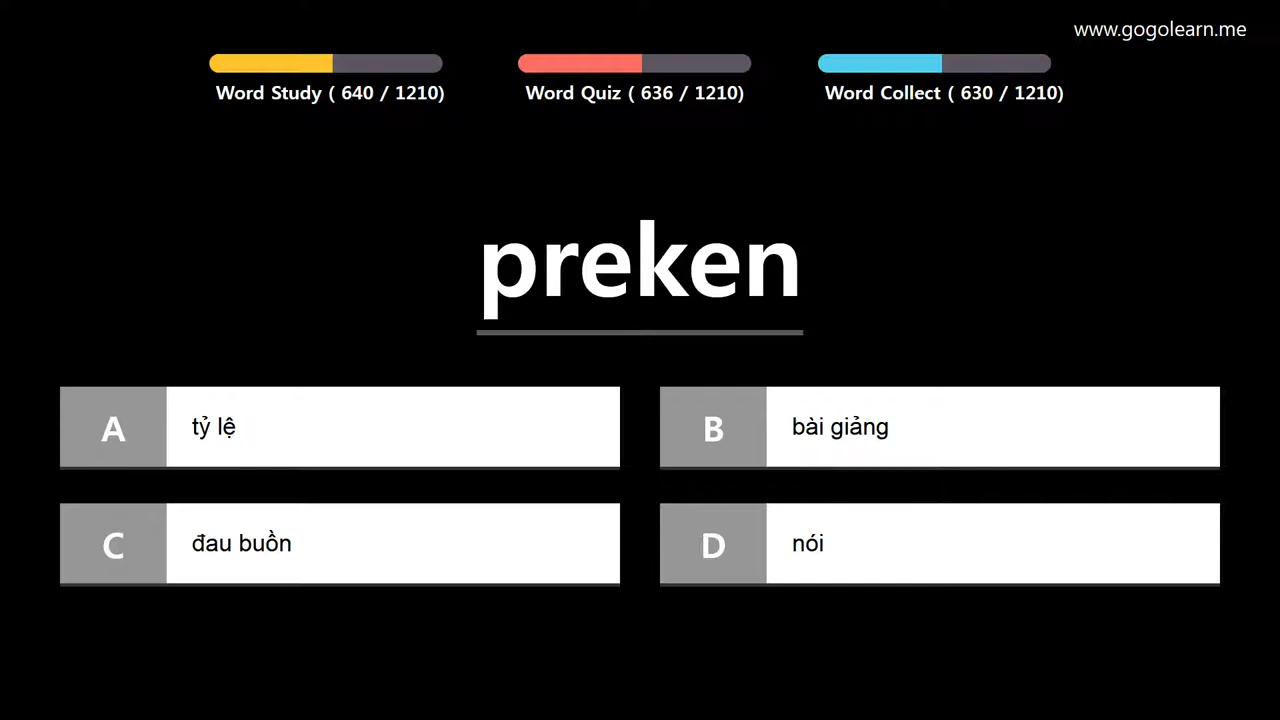 www.gogolearn.me
Word Study ( 640 / 1210)
Word Quiz ( 636 / 1210)
Word Collect ( 630 / 1210)
preken
A tỷ lệ
B bài giảng
C đau buồn
D nói